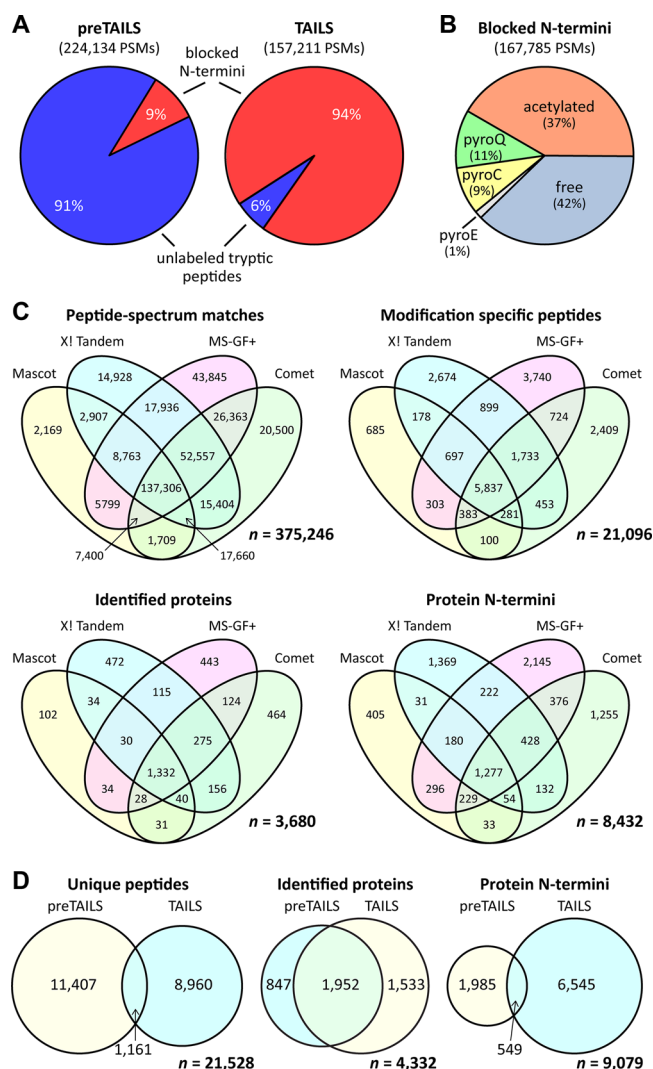 A
preTAILS
(224,134 PSMs)
TAILS
(157,211 PSMs)
blocked
N-termini
9%
91%
94%
6%
unlabeled tryptic
peptides
B
Blocked N-termini
(167,785 PSMs)
acetylated
(37%)
pyroQ
(11%)
pyroC
(9%)
free
(42%)
pyroE
(1%)
C
Peptide-spectrum matches
X! Tandem
MS-GF+
Mascot
Comet
14,928
43,845
2,907
17,936
26,363
2,169
20,500
8,763
52,557
137,306
5799
15,404
1,709
7,400
17,660
n = 375,246
Modification specific peptides
X! Tandem
MS-GF+
Mascot
Comet
2,674
3,740
178
899
724
685
2,409
697
1,733
5,837
303
453
383
281
100
n = 21,096
Identified proteins
X! Tandem
MS-GF+
Mascot
Comet
472
443
34
115
124
102
464
30
275
1,332
34
156
28
40
31
n = 3,680
Protein N-termini
X! Tandem
MS-GF+
Mascot
Comet
1,369
2,145
31
222
376
405
1,255
180
428
1,277
296
132
229
54
33
n = 8,432
D
Unique peptides
preTAILS
TAILS
11,407
8,960
1,161
n = 21,528
Identified proteins
preTAILS
TAILS
847
1,952
1,533
n = 4,332
Protein N-termini
preTAILS
TAILS
1,985
6,545
549
n = 9,079